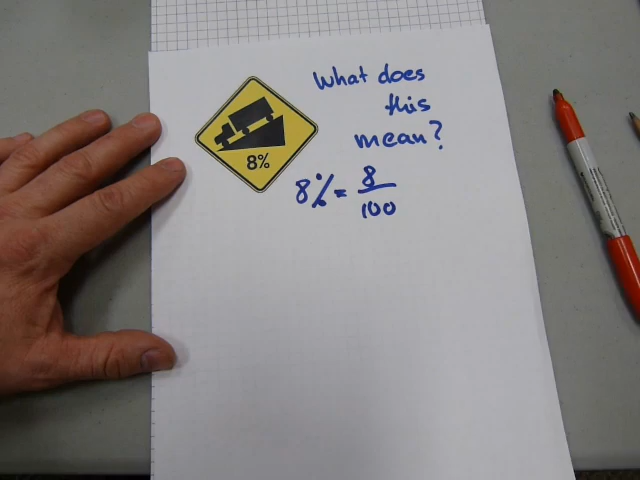 What does
this
mean?
8%
8% = 8/100